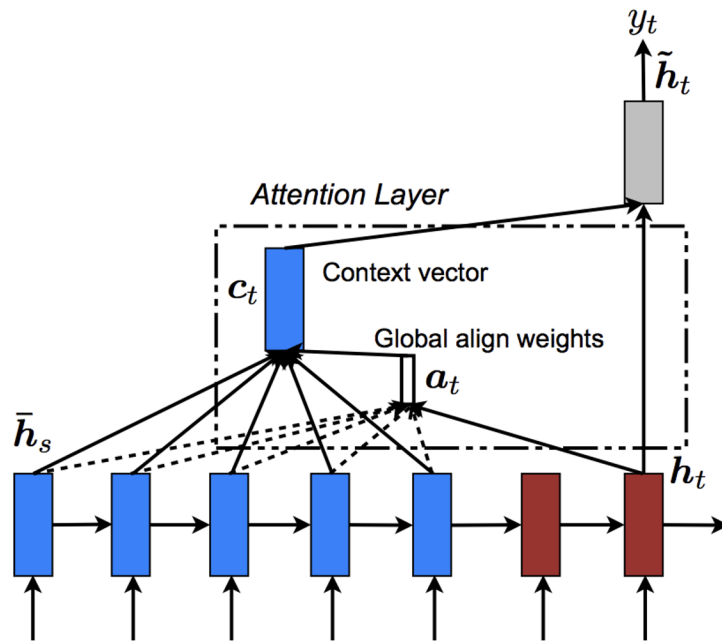 y_t
h̃_t
Attention Layer
Context vector
c_t
Global align weights
a_t
h̄_s
h_t